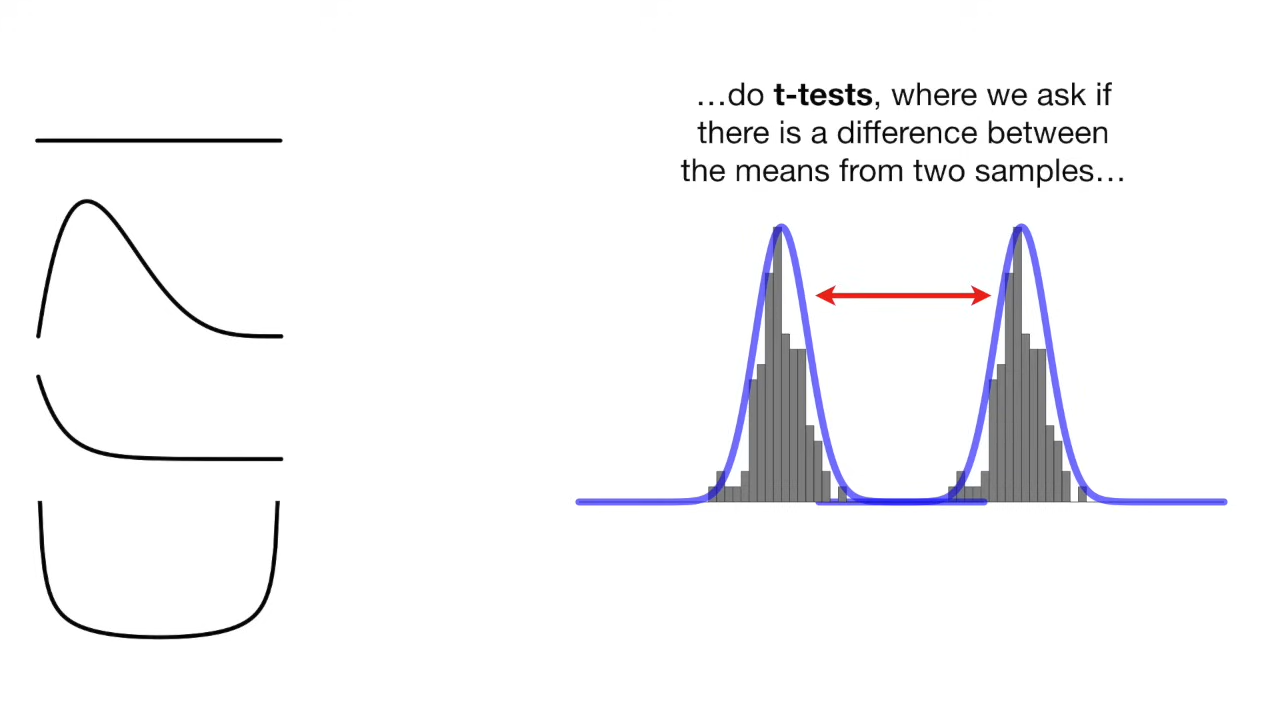 …do t-tests, where we ask if
there is a difference between
the means from two samples…